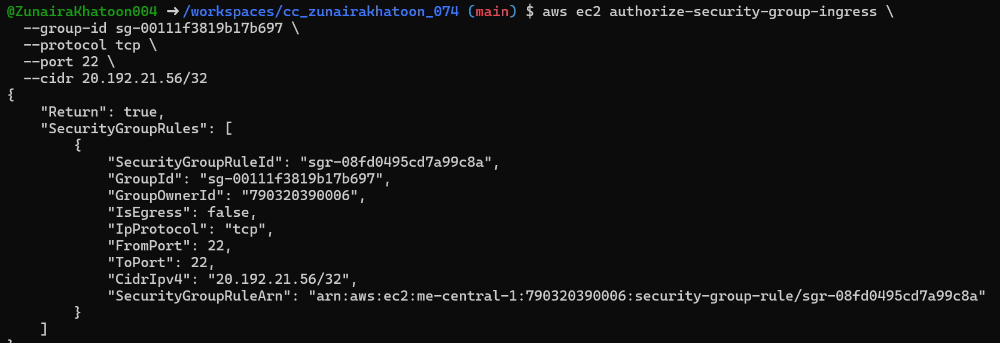 @ZunairaKhatoon004 ➜ /workspaces/cc_zunairakhatoon_074 (main) $ aws ec2 authorize-security-group-ingress \
  --group-id sg-00111f3819b17b697 \
  --protocol tcp \
  --port 22 \
  --cidr 20.192.21.56/32
{
    "Return": true,
    "SecurityGroupRules": [
        {
            "SecurityGroupRuleId": "sgr-08fd0495cd7a99c8a",
            "GroupId": "sg-00111f3819b17b697",
            "GroupOwnerId": "790320390006",
            "IsEgress": false,
            "IpProtocol": "tcp",
            "FromPort": 22,
            "ToPort": 22,
            "CidrIpv4": "20.192.21.56/32",
            "SecurityGroupRuleArn": "arn:aws:ec2:me-central-1:790320390006:security-group-rule/sgr-08fd0495cd7a99c8a"
        }
    ]
}